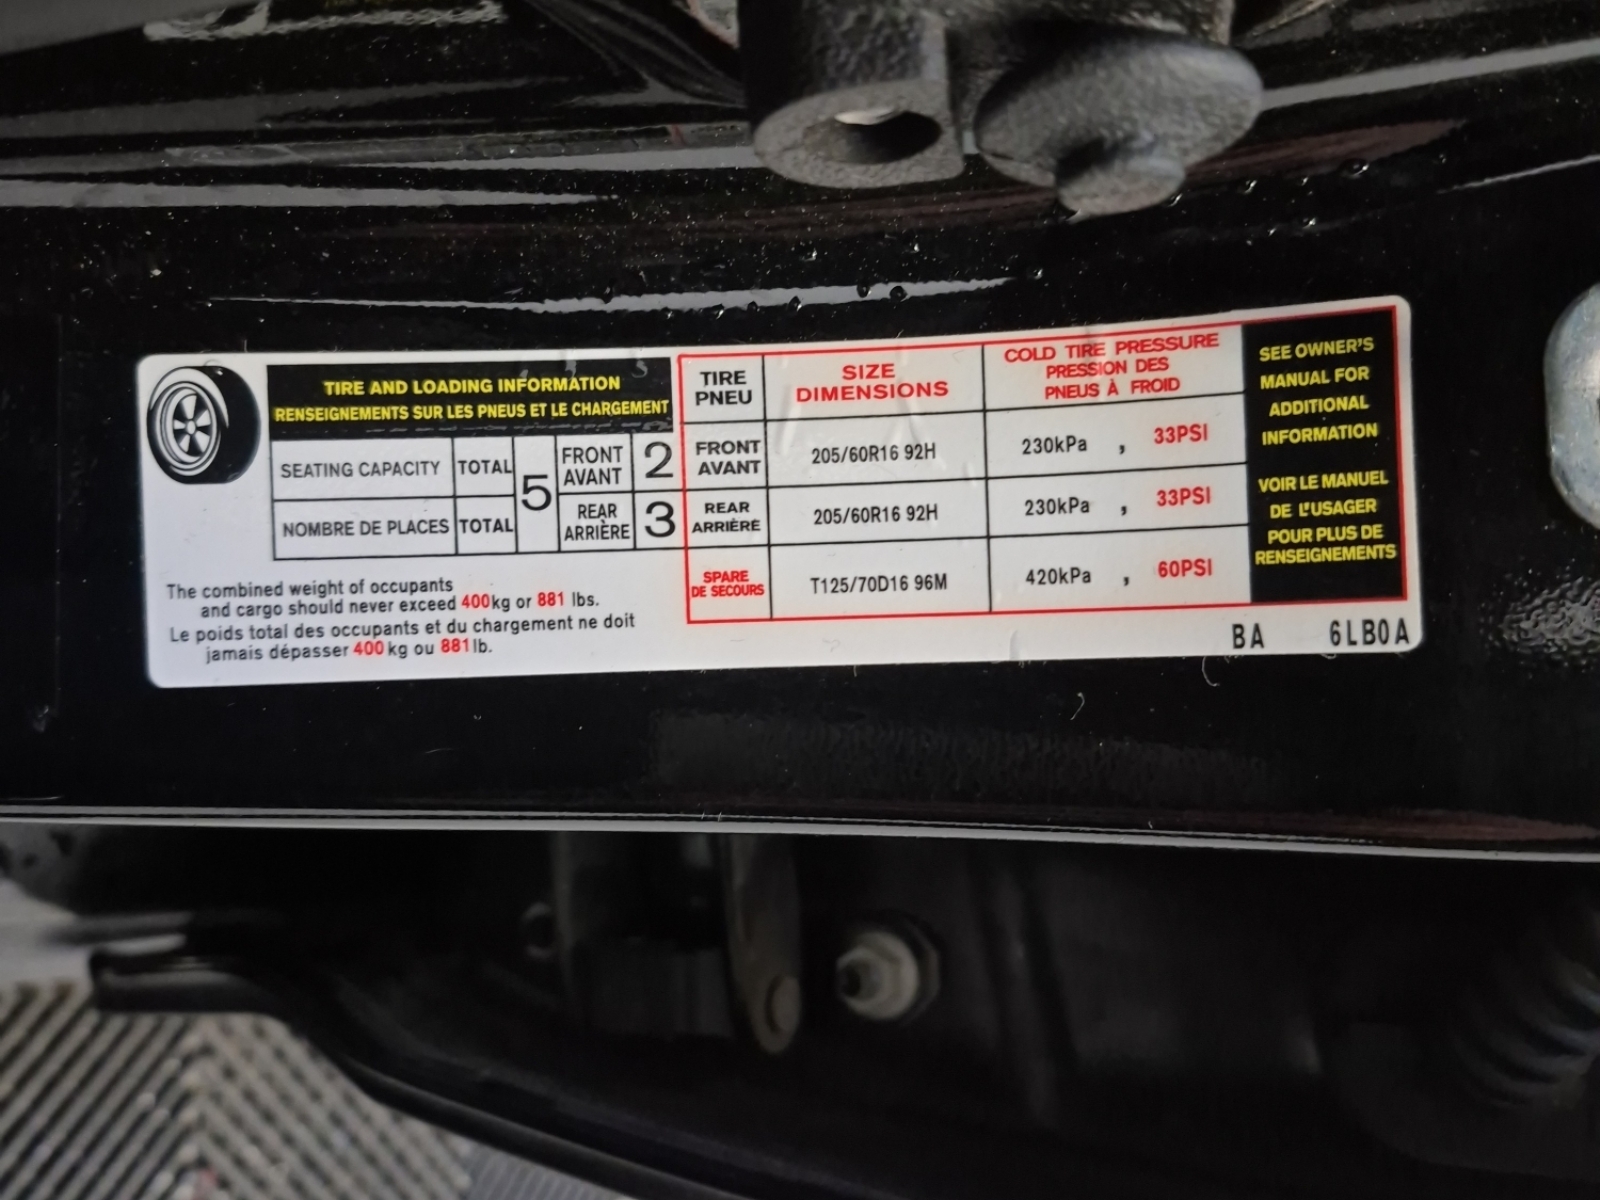 TIRE AND LOADING INFORMATION
RENSEIGNEMENTS SUR LES PNEUS ET LE CHARGEMENT
SEATING CAPACITY TOTAL 5 FRONT AVANT 2
NOMBRE DE PLACES TOTAL REAR ARRIÈRE 3
The combined weight of occupants
and cargo should never exceed 400kg or 881 lbs.
Le poids total des occupants et du chargement ne doit
jamais dépasser 400 kg ou 881 lb.
TIRE PNEU SIZE DIMENSIONS COLD TIRE PRESSURE PRESSION DES PNEUS À FROID
FRONT AVANT 205/60R16 92H 230kPa , 33PSI
REAR ARRIÈRE 205/60R16 92H 230kPa , 33PSI
SPARE DE SECOURS T125/70D16 96M 420kPa , 60PSI
SEE OWNER'S
MANUAL FOR
ADDITIONAL
INFORMATION
VOIR LE MANUEL
DE L'USAGER
POUR PLUS DE
RENSEIGNEMENTS
BA 6LB0A